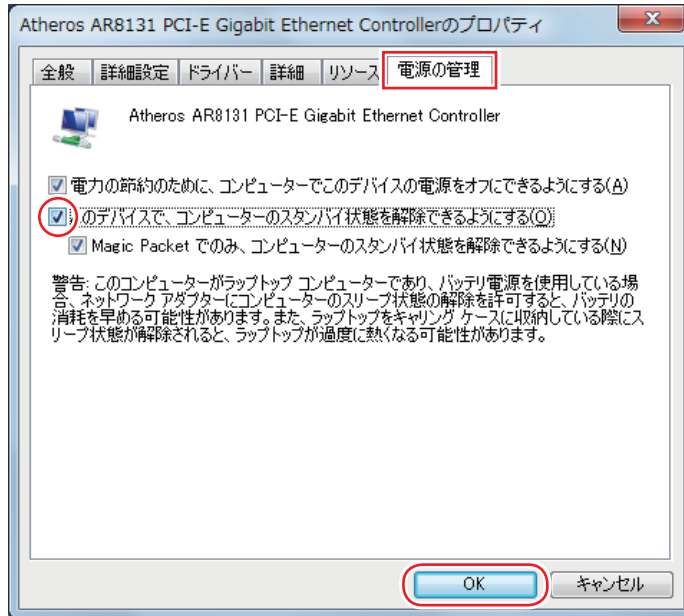 Atheros AR8131 PCI-E Gigabit Ethernet Controllerのプロパティ
全般 詳細設定 ドライバー 詳細 リソース 電源の管理
Atheros AR8131 PCI-E Gigabit Ethernet Controller
電力の節約のために、コンピューターでこのデバイスの電源をオフにできるようにする(A)
のデバイスで、コンピューターのスタンバイ状態を解除できるようにする(O)
Magic Packet でのみ、コンピューターのスタンバイ状態を解除できるようにする(N)
警告: このコンピューターがラップトップ コンピューターであり、バッテリ電源を使用している場
合、ネットワーク アダプターにコンピューターのスリープ状態の解除を許可すると、バッテリの
消耗を早める可能性があります。また、ラップトップをキャリング ケースに収納している際にス
リープ状態が解除されると、ラップトップが過度に熱くなる可能性があります。
OK キャンセル